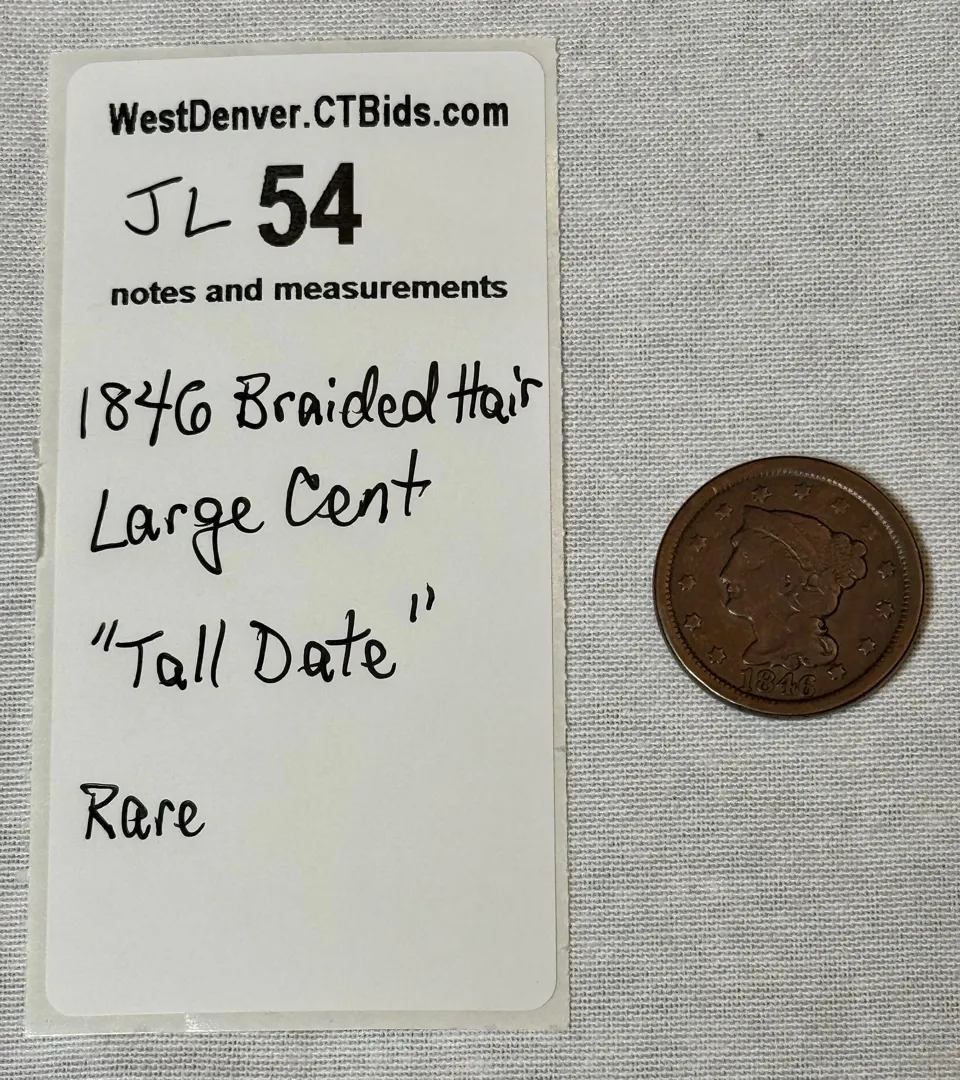 WestDenver.CTBids.com
JL 54
notes and measurements
1846 Braided Hair
Large Cent
"Tall Date"
Rare
1846